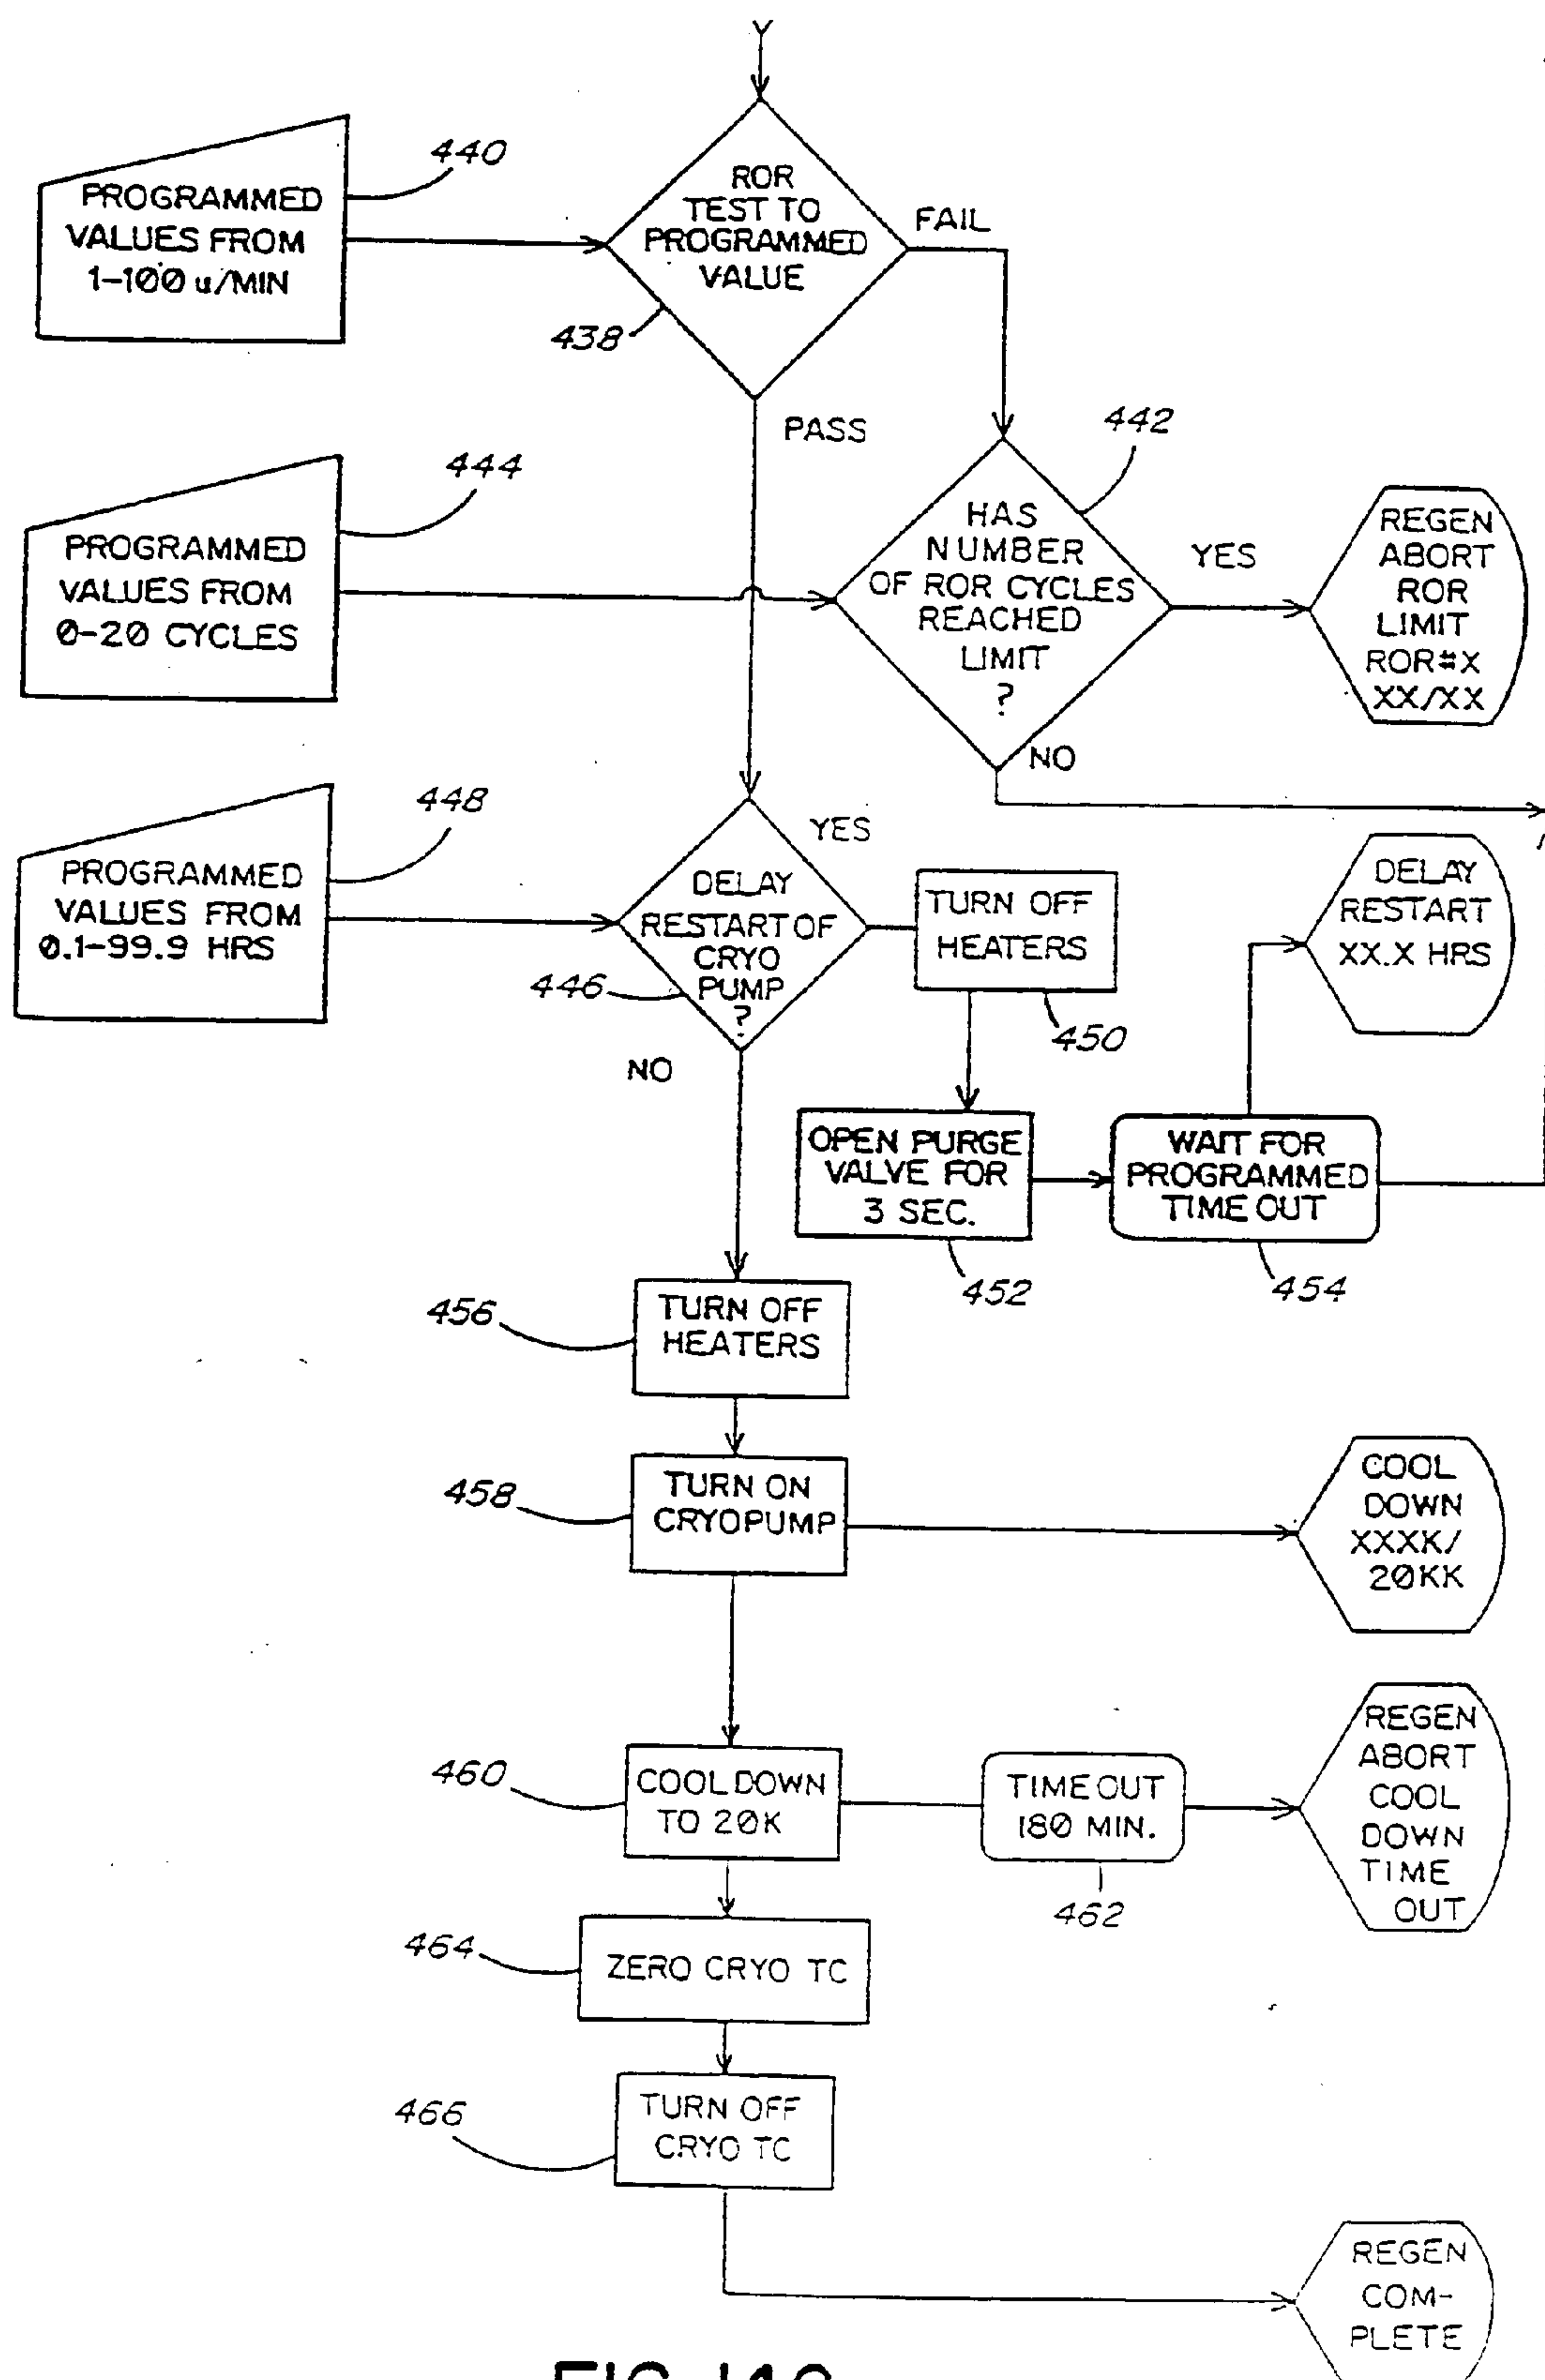 Y
440
PROGRAMMED
VALUES FROM
1-100 u/MIN
ROR
TEST TO
PROGRAMMED
VALUE
FAIL
438
PASS
442
444
PROGRAMMED
VALUES FROM
0-20 CYCLES
HAS
NUMBER
OF ROR CYCLES
REACHED
LIMIT
?
YES
REGEN
ABORT
ROR
LIMIT
ROR#X
XX/XX
NO
448
PROGRAMMED
VALUES FROM
0.1-99.9 HRS
YES
DELAY
RESTART OF
CRYO
PUMP
?
446
NO
TURN OFF
HEATERS
450
DELAY
RESTART
XX.X HRS
OPEN PURGE
VALVE FOR
3 SEC.
452
WAIT FOR
PROGRAMMED
TIME OUT
454
456
TURN OFF
HEATERS
458
TURN ON
CRYOPUMP
COOL
DOWN
XXXK/
20KK
460
COOL DOWN
TO 20K
TIME OUT
180 MIN.
462
REGEN
ABORT
COOL
DOWN
TIME
OUT
464
ZERO CRYO TC
466
TURN OFF
CRYO TC
REGEN
COM-
PLETE